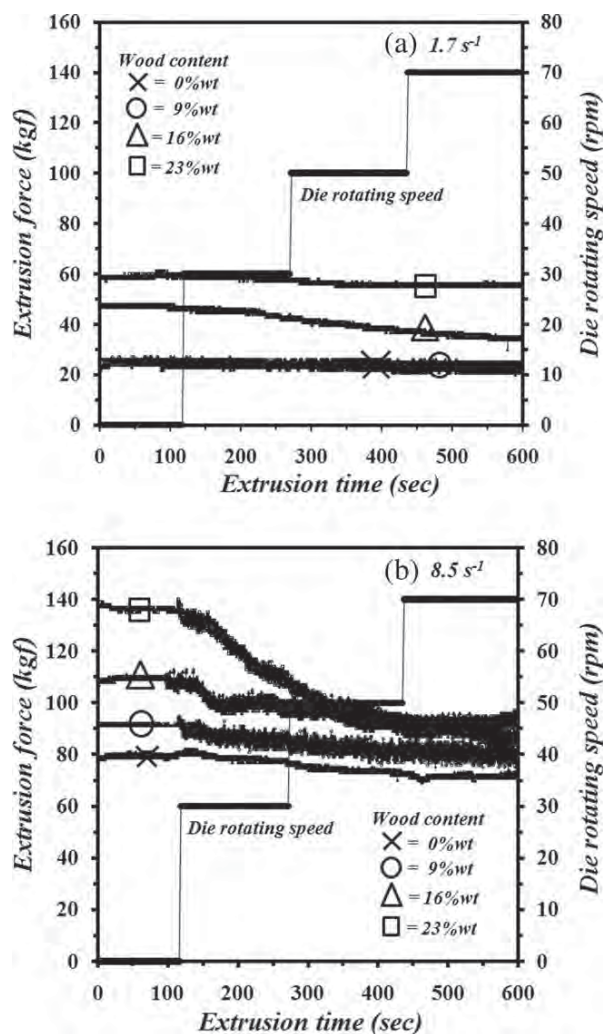 (a) 1.7 s⁻¹
Wood content
= 0%wt
= 9%wt
= 16%wt
= 23%wt
Die rotating speed
Extrusion force (kgf)
160
140
120
100
80
60
40
20
0
Die rotating speed (rpm)
80
70
60
50
40
30
20
10
0
0 100 200 300 400 500 600
Extrusion time (sec)
(b) 8.5 s⁻¹
Extrusion force (kgf)
160
140
120
100
80
60
40
20
0
Die rotating speed (rpm)
80
70
60
50
40
30
20
10
0
Die rotating speed
Wood content
= 0%wt
= 9%wt
= 16%wt
= 23%wt
0 100 200 300 400 500 600
Extrusion time (sec)